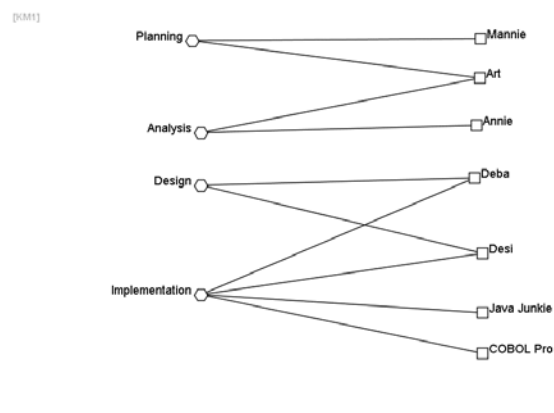 [KM1]
Planning
Mannie
Art
Analysis
Annie
Design
Deba
Desi
Implementation
Java Junkie
COBOL Pro